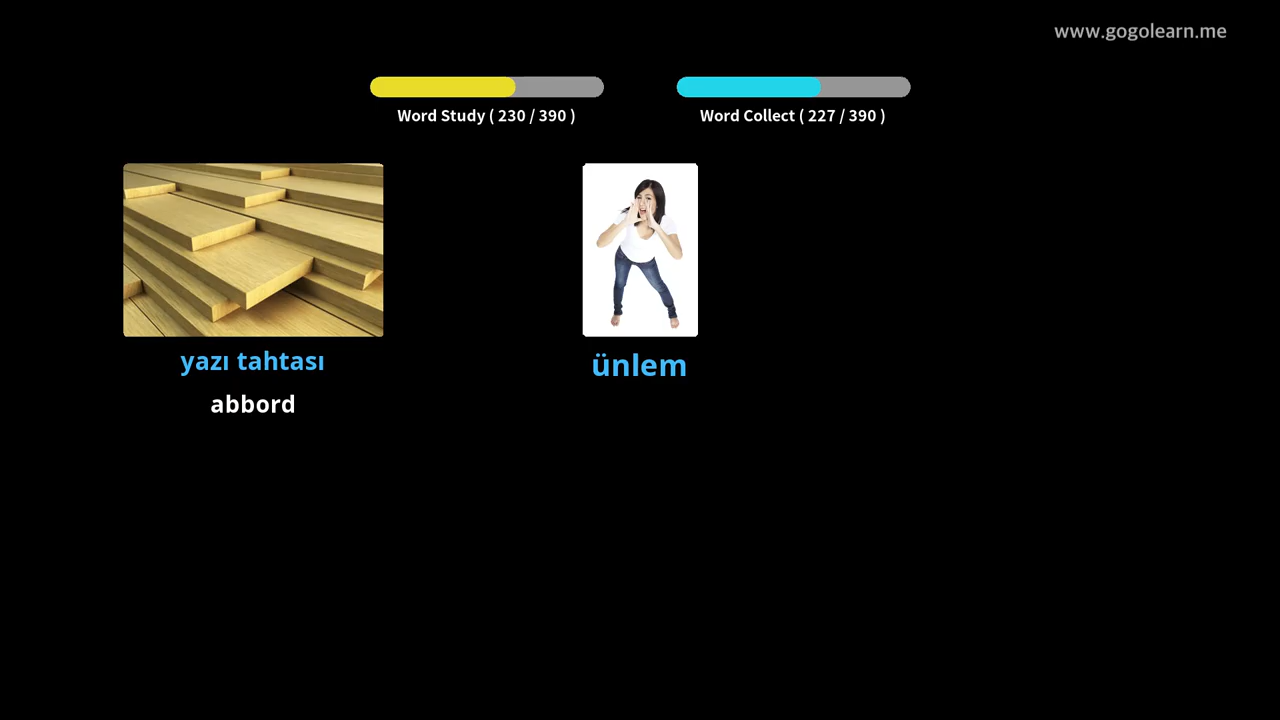 www.gogolearn.me
Word Study ( 230 / 390 )
Word Collect ( 227 / 390 )
yazı tahtası
abbord
ünlem